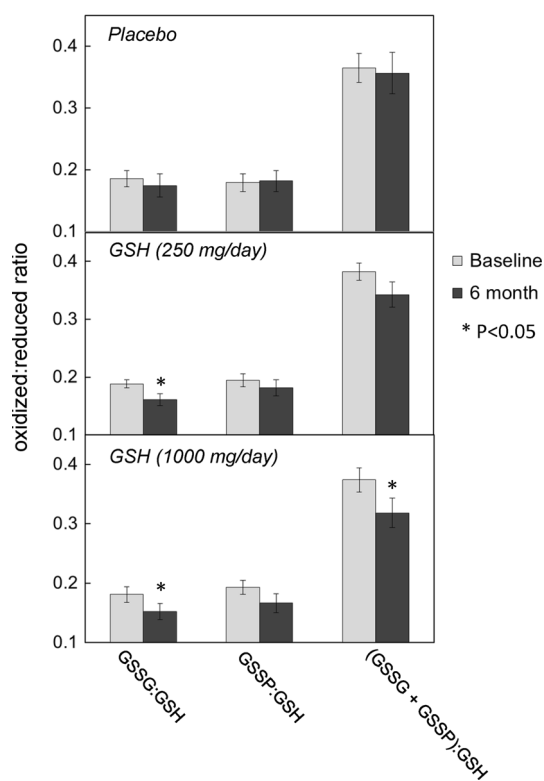 oxidized:reduced ratio
Placebo
0.4
0.3
0.2
0.1
GSH (250 mg/day)
0.4
0.3
0.2
0.1
*
GSH (1000 mg/day)
0.4
0.3
0.2
0.1
*
*
GSSG:GSH
GSSP:GSH
(GSSG + GSSP):GSH
Baseline
6 month
* P<0.05